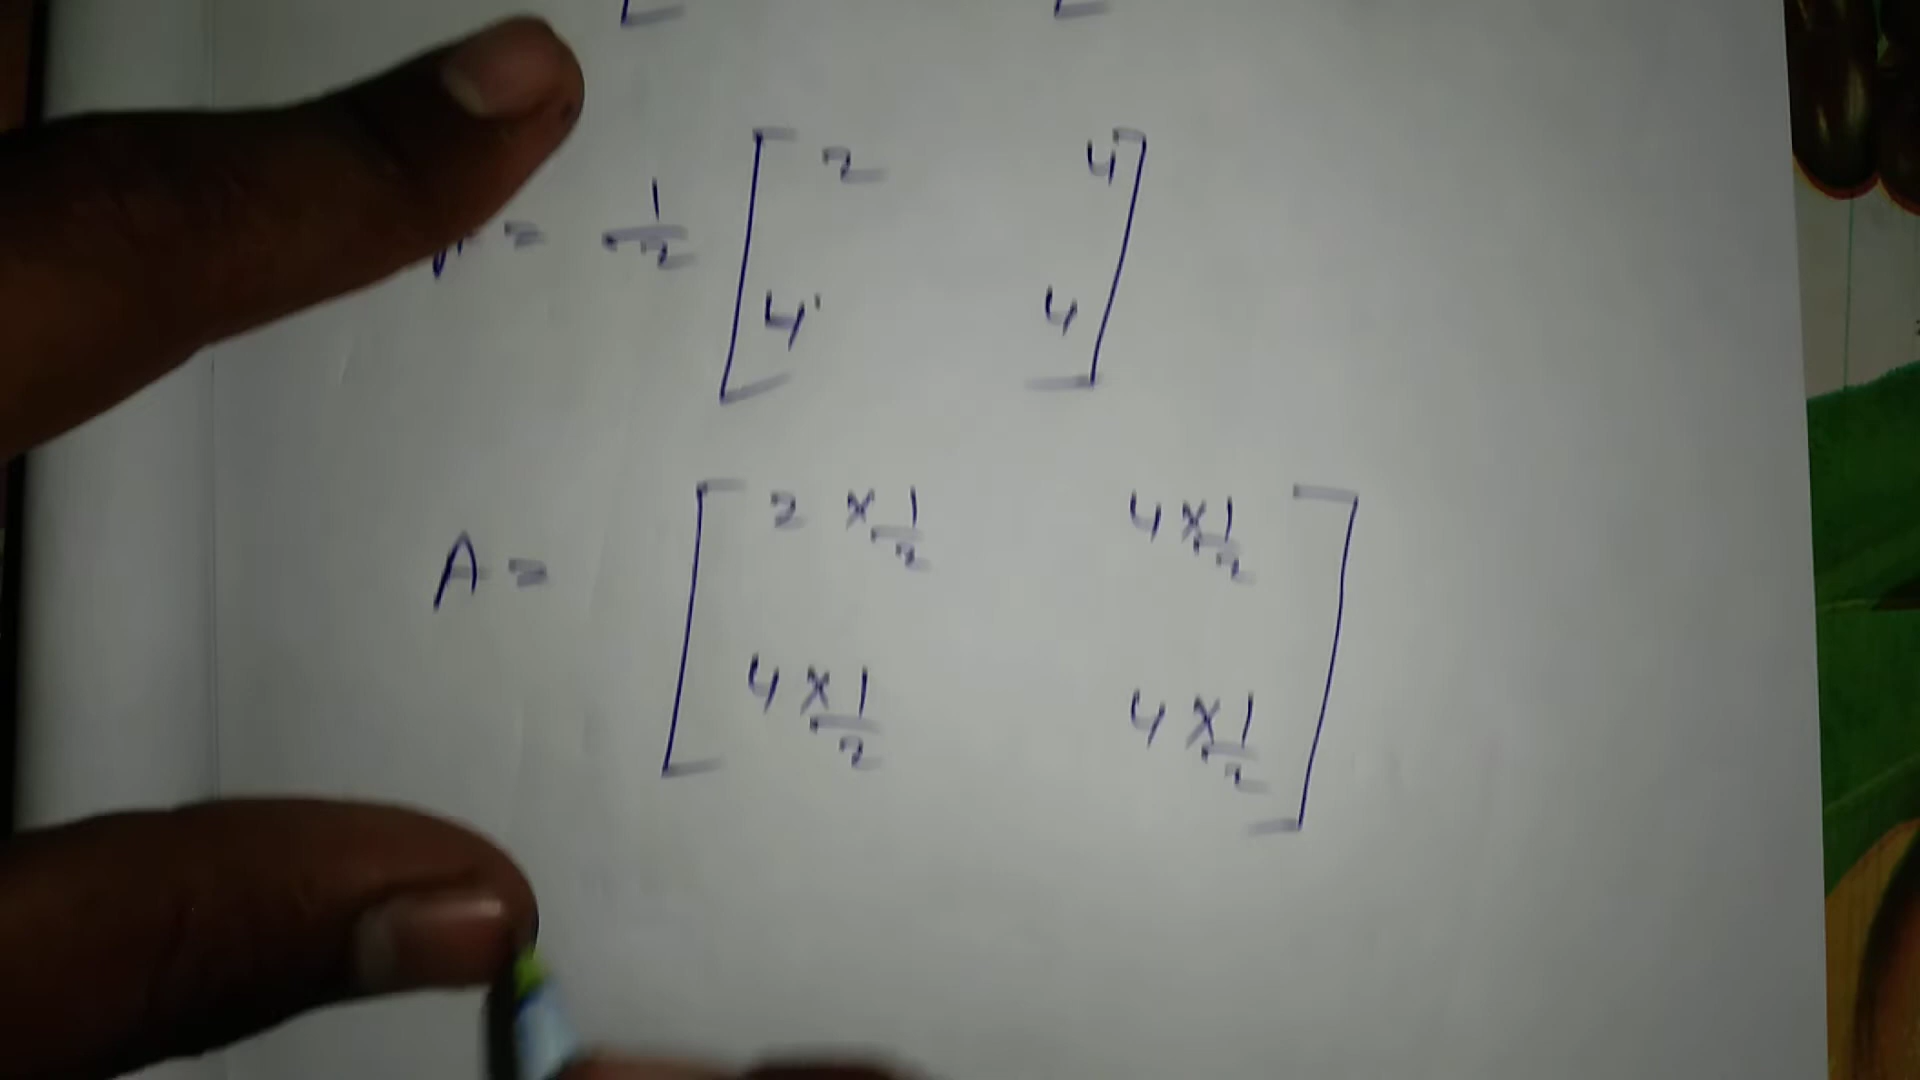 = 1/2 [ 2 4
4 4 ]
A = [ 2 × 1/2 4 × 1/2
4 × 1/2 4 × 1/2 ]